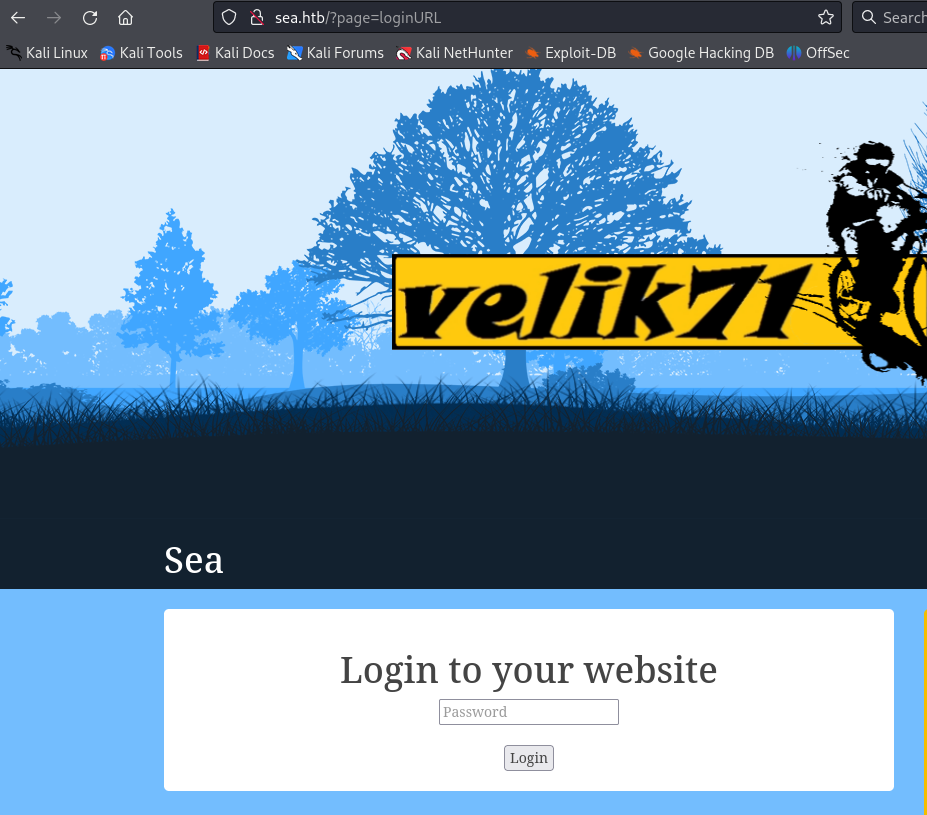 sea.htb/?page=loginURL
Search
Kali Linux Kali Tools Kali Docs Kali Forums Kali NetHunter Exploit-DB Google Hacking DB OffSec
velik71
Sea
Login to your website
Password
Login